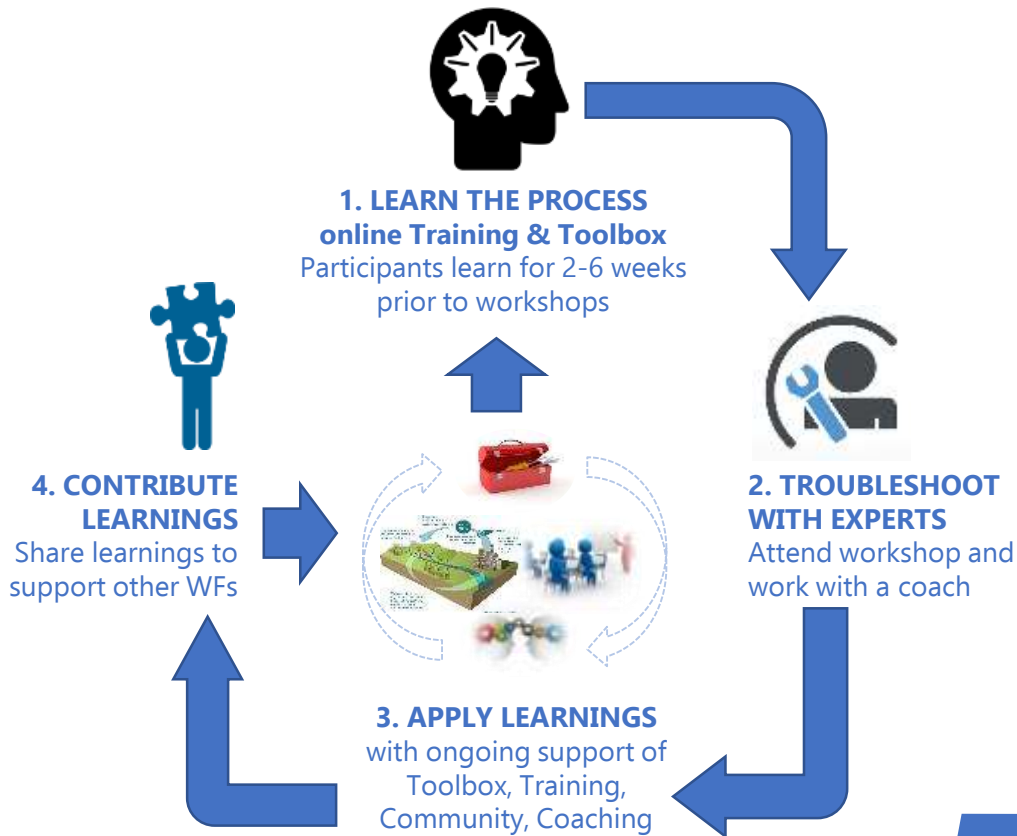 1. LEARN THE PROCESS
online Training & Toolbox
Participants learn for 2-6 weeks
prior to workshops
2. TROUBLESHOOT
WITH EXPERTS
Attend workshop and
work with a coach
3. APPLY LEARNINGS
with ongoing support of
Toolbox, Training,
Community, Coaching
4. CONTRIBUTE
LEARNINGS
Share learnings to
support other WFs